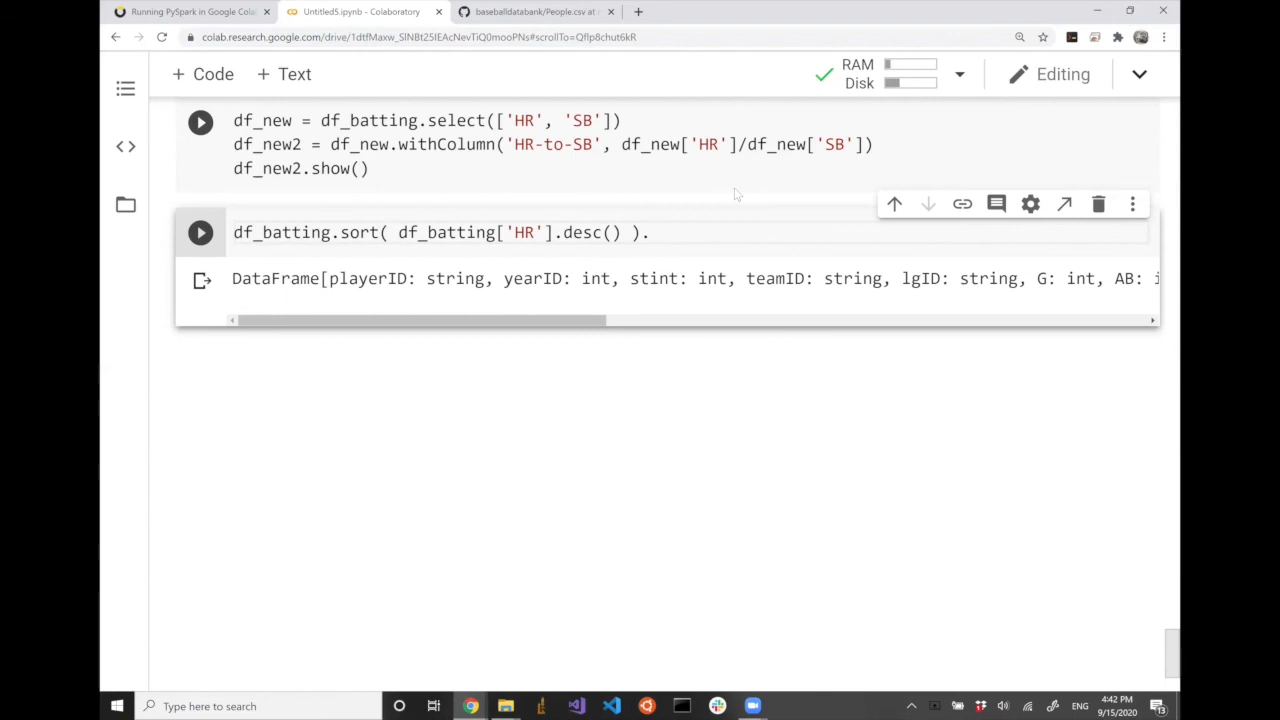 Running PySpark in Google Cola
Untitled5.ipynb - Colaboratory
baseballdatabank/People.csv at
colab.research.google.com/drive/1dtfMaxw_SlNBt25IEAcNevTiQ0mooPNs#scrollTo=Qflp8chut6kR
+ Code + Text
RAM
Disk
Editing
df_new = df_batting.select(['HR', 'SB'])
df_new2 = df_new.withColumn('HR-to-SB', df_new['HR']/df_new['SB'])
df_new2.show()
df_batting.sort( df_batting['HR'].desc() ).
DataFrame[playerID: string, yearID: int, stint: int, teamID: string, lgID: string, G: int, AB: i
Type here to search
ENG
4:42 PM
9/15/2020
13